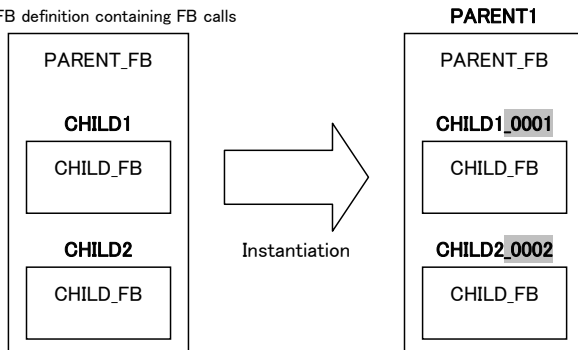 FB definition containing FB calls
PARENT_FB
CHILD1
CHILD_FB
CHILD2
CHILD_FB
Instantiation
PARENT1
PARENT_FB
CHILD1_0001
CHILD_FB
CHILD2_0002
CHILD_FB